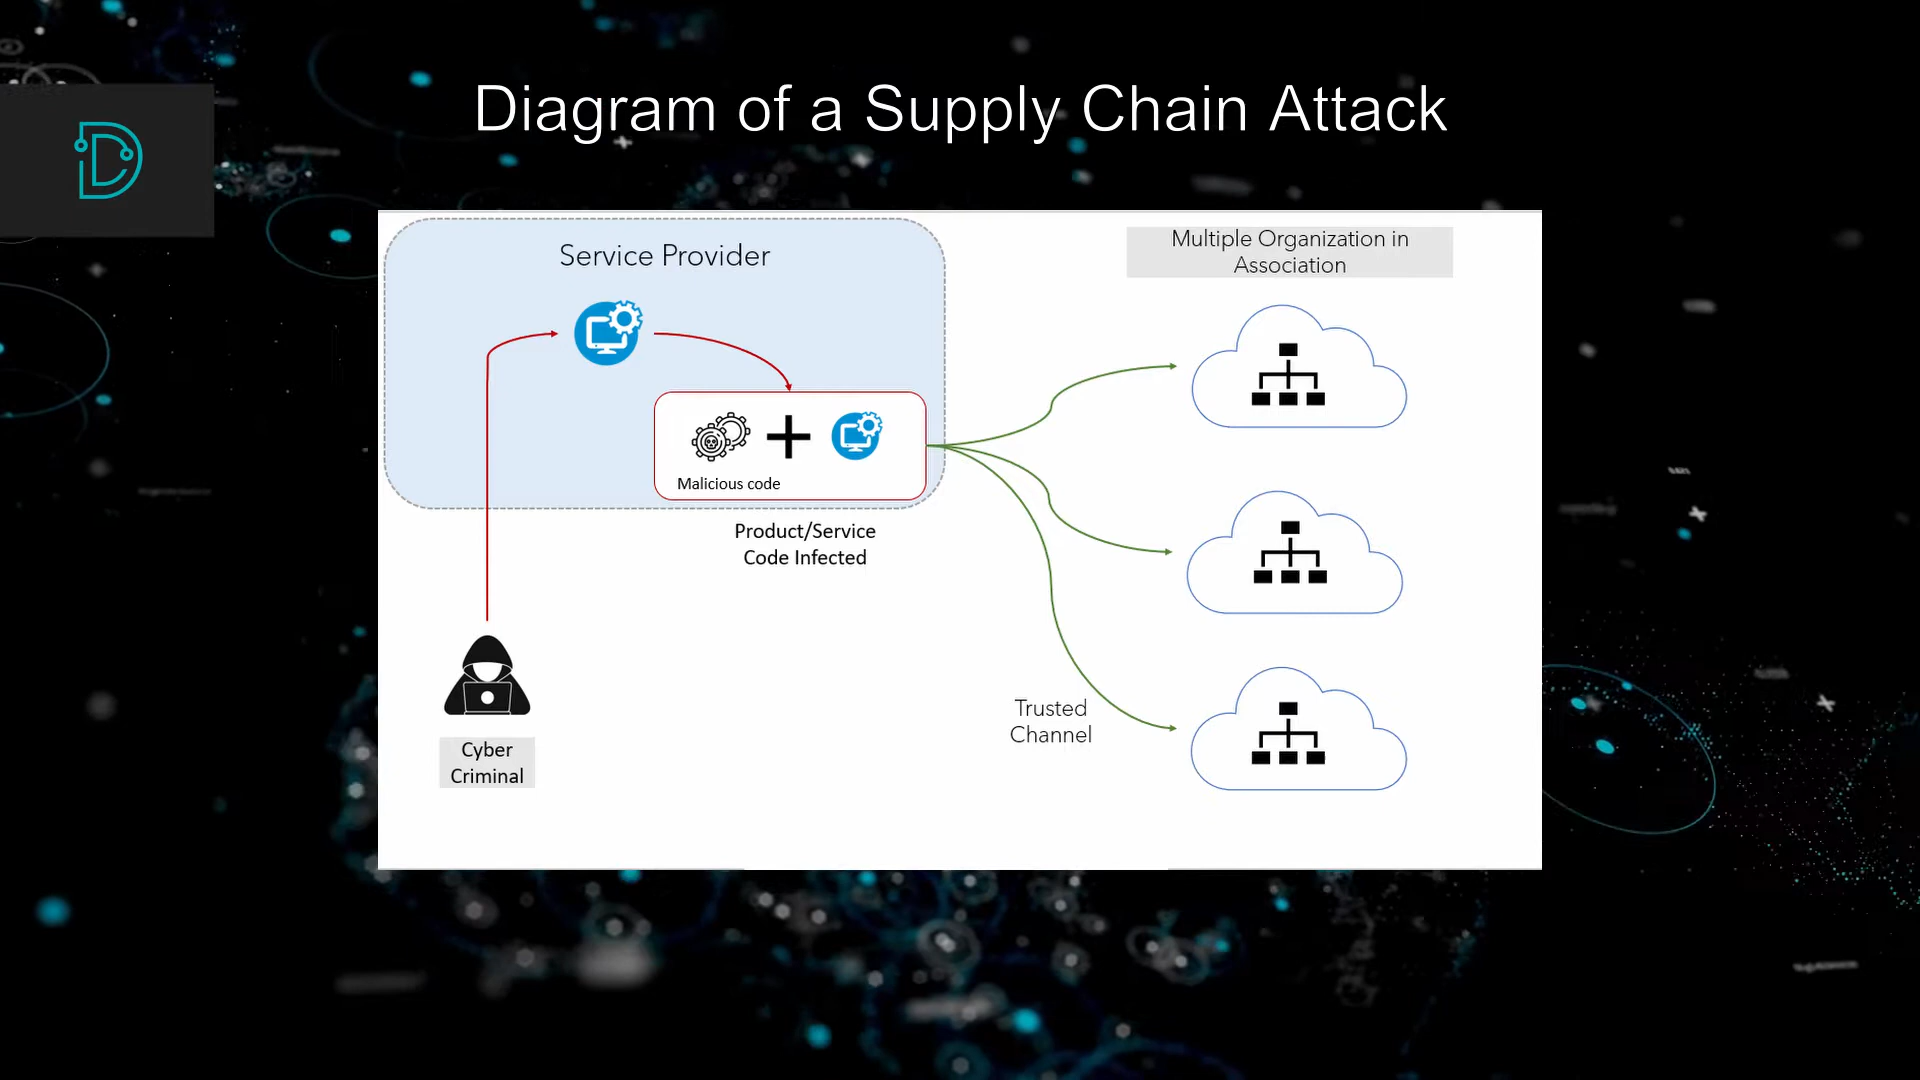 Diagram of a Supply Chain Attack
Service Provider
Multiple Organization in
Association
Malicious code
Product/Service
Code Infected
Trusted
Channel
Cyber
Criminal